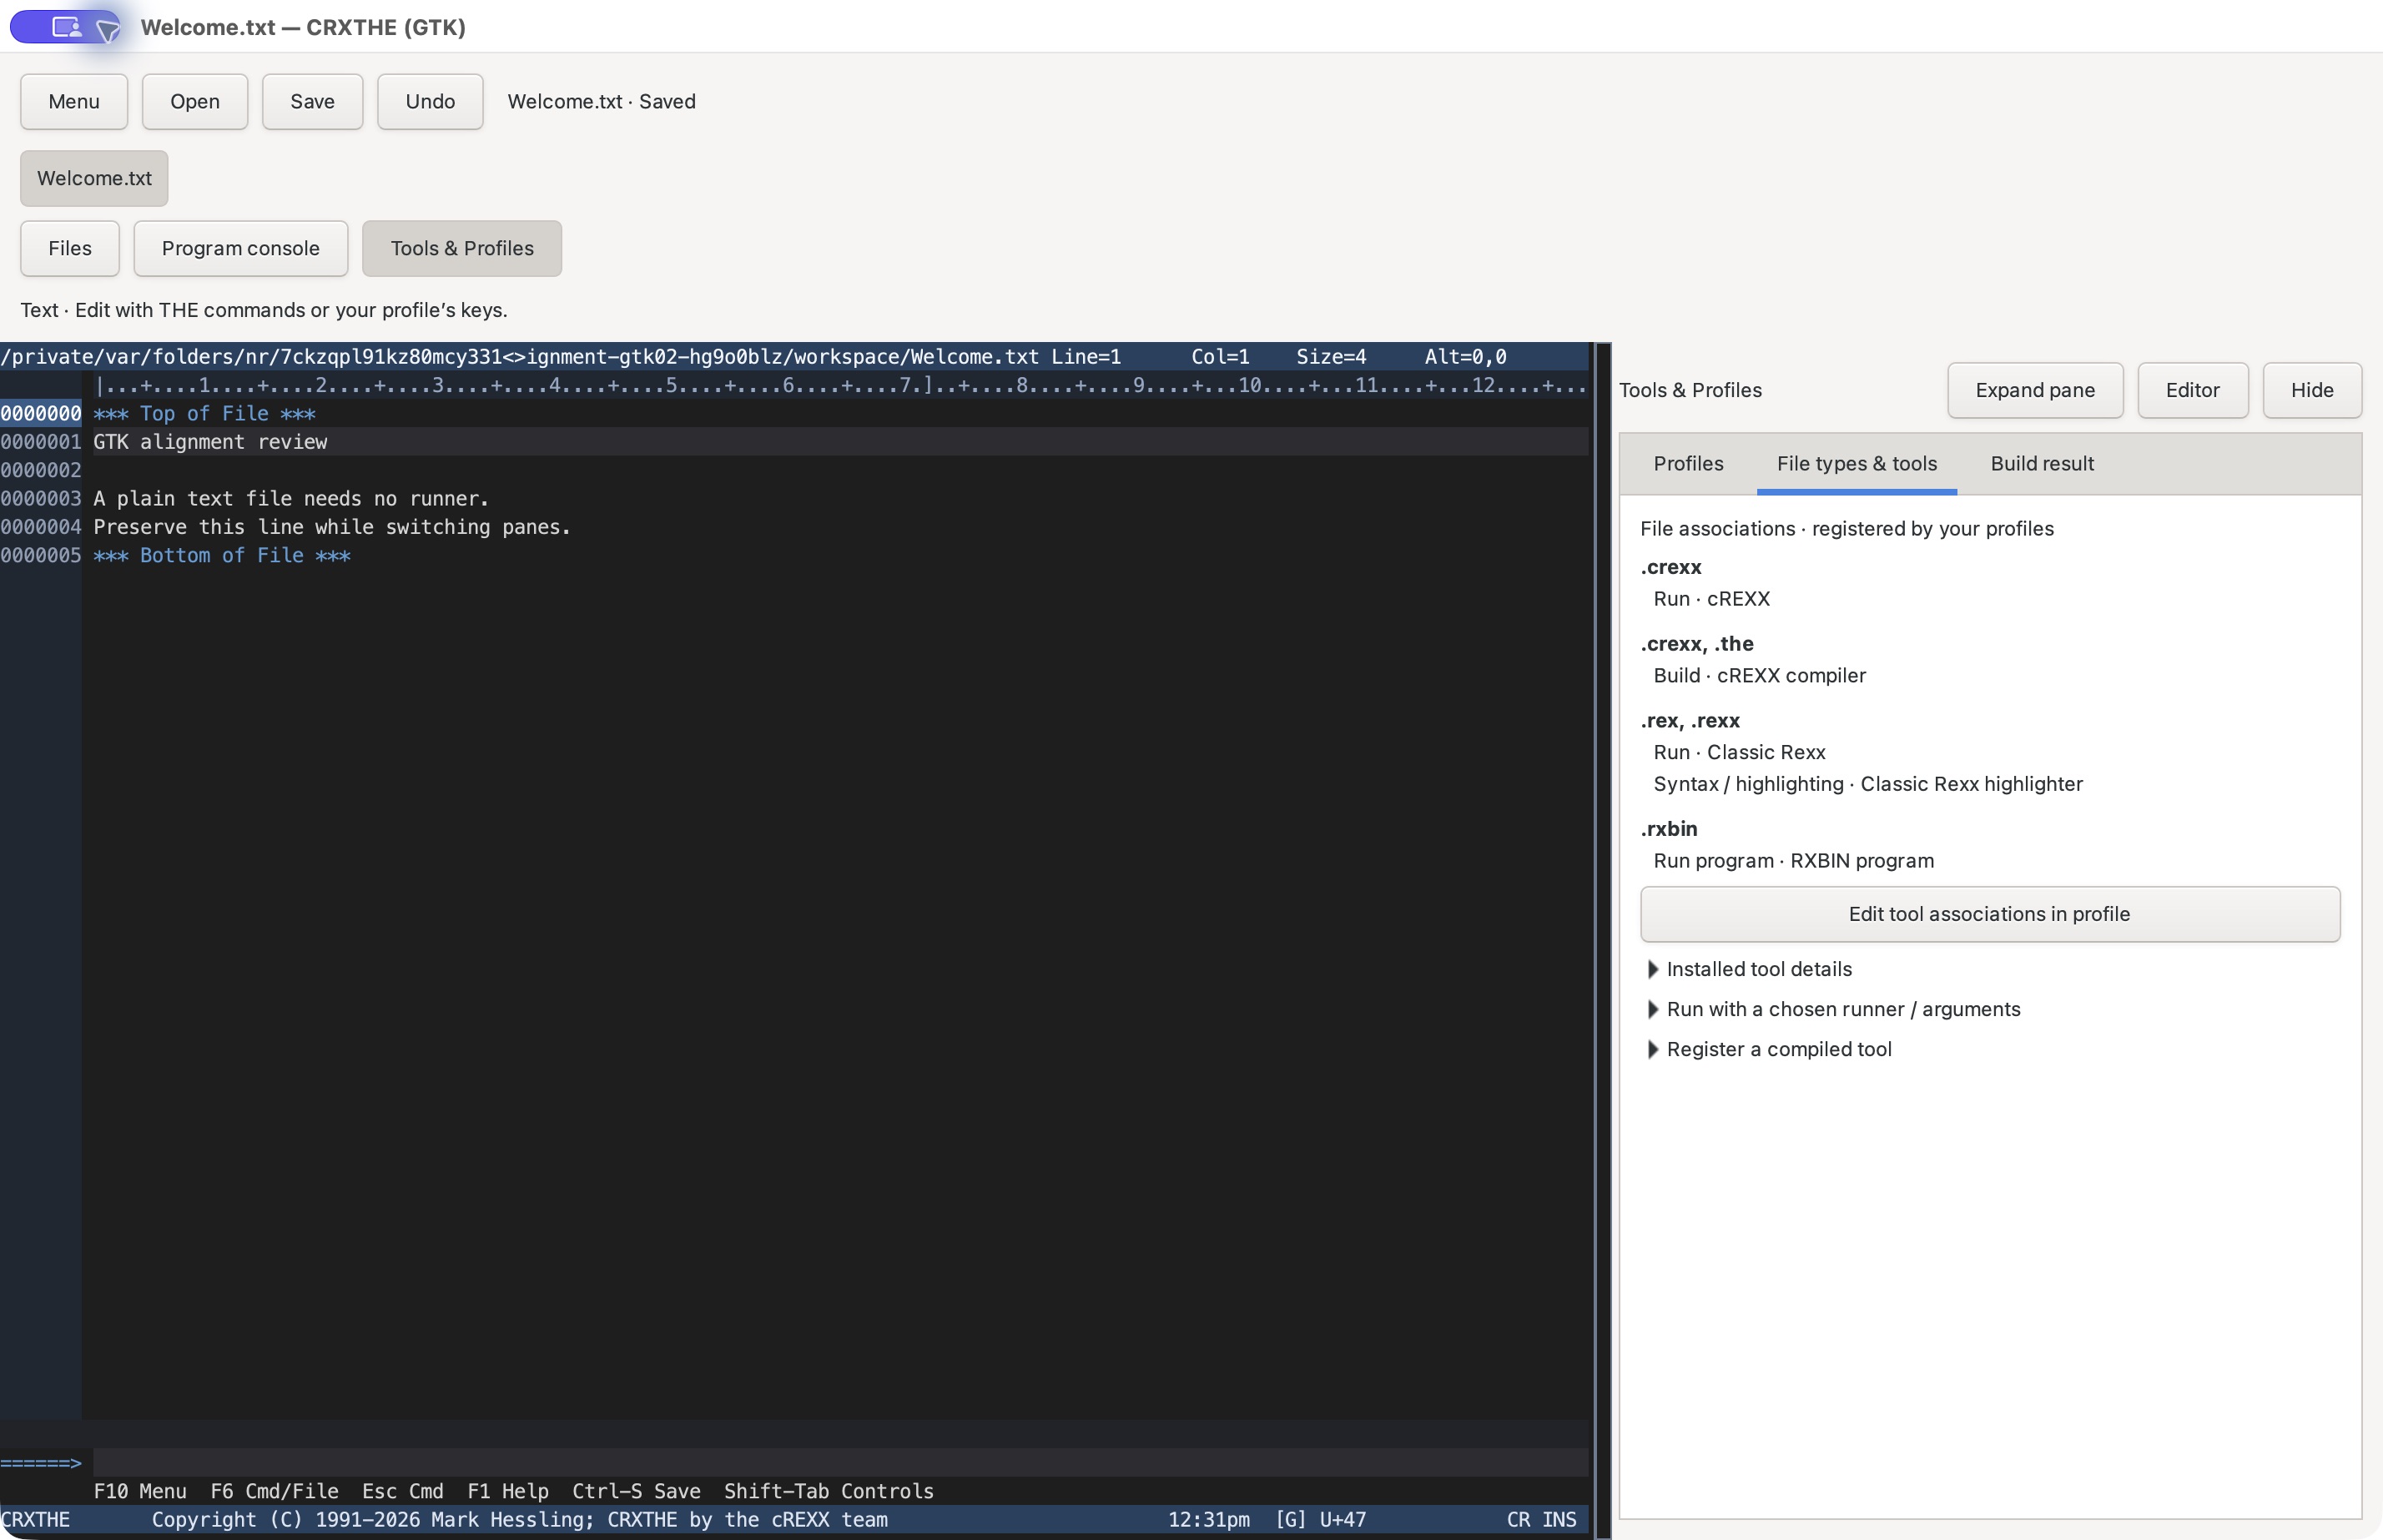 Welcome.txt — CRXTHE (GTK)
Menu Open Save Undo Welcome.txt · Saved
Welcome.txt
Files Program console Tools & Profiles
Text · Edit with THE commands or your profile’s keys.
/private/var/folders/nr/7ckzqpl91kz80mcy331<>ignment-gtk02-hg9o0blz/workspace/Welcome.txt Line=1 Col=1 Size=4 Alt=0,0
|...+....1....+....2....+....3....+....4....+....5....+....6....+....7.]..+....8....+....9....+...10....+...11....+...12....+...
0000000 *** Top of File ***
0000001 GTK alignment review
0000002
0000003 A plain text file needs no runner.
0000004 Preserve this line while switching panes.
0000005 *** Bottom of File ***
======>
F10 Menu F6 Cmd/File Esc Cmd F1 Help Ctrl-S Save Shift-Tab Controls
CRXTHE Copyright (C) 1991-2026 Mark Hessling; CRXTHE by the cREXX team 12:31pm [G] U+47 CR INS
Tools & Profiles Expand pane Editor Hide
Profiles File types & tools Build result
File associations · registered by your profiles
.crexx
Run · cREXX
.crexx, .the
Build · cREXX compiler
.rex, .rexx
Run · Classic Rexx
Syntax / highlighting · Classic Rexx highlighter
.rxbin
Run program · RXBIN program
Edit tool associations in profile
Installed tool details
Run with a chosen runner / arguments
Register a compiled tool